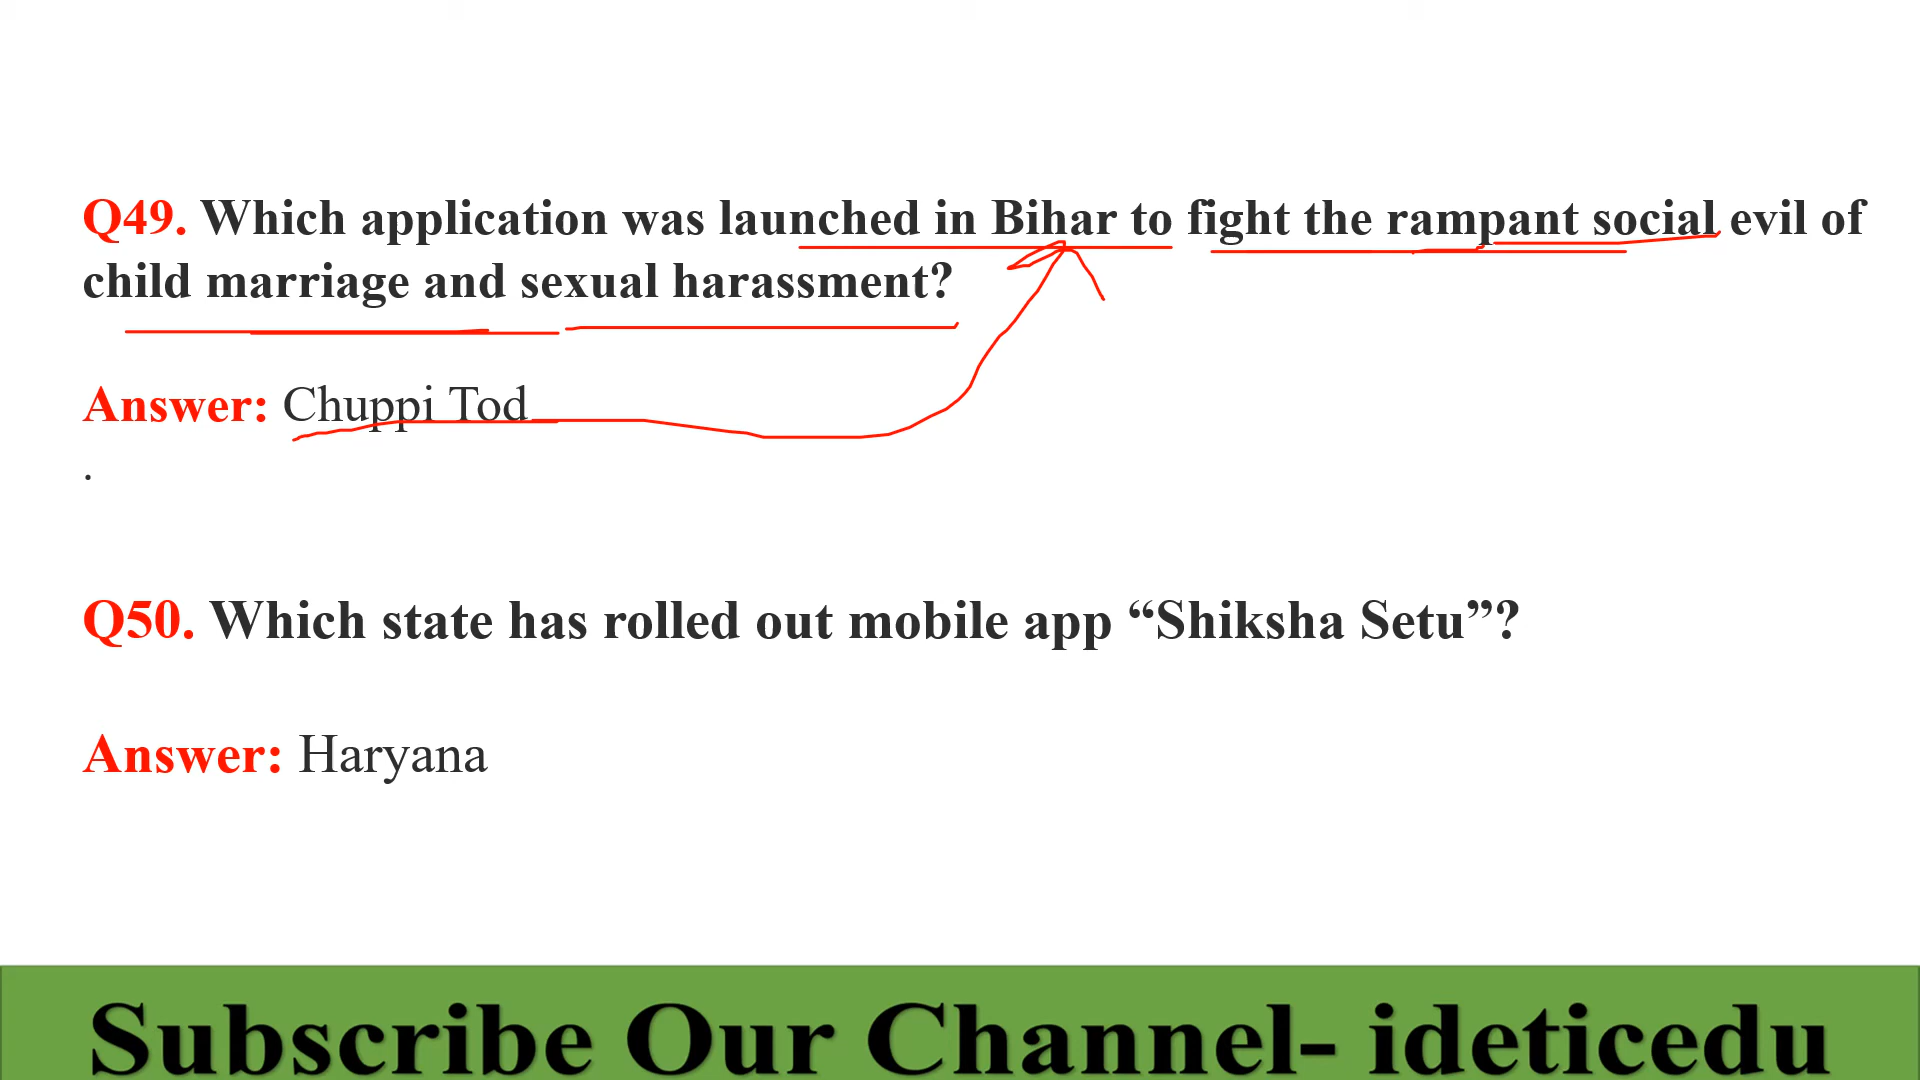 Q49. Which application was launched in Bihar to fight the rampant social evil of
child marriage and sexual harassment?
Answer: Chuppi Tod
.
Q50. Which state has rolled out mobile app “Shiksha Setu”?
Answer: Haryana
Subscribe Our Channel- ideticedu